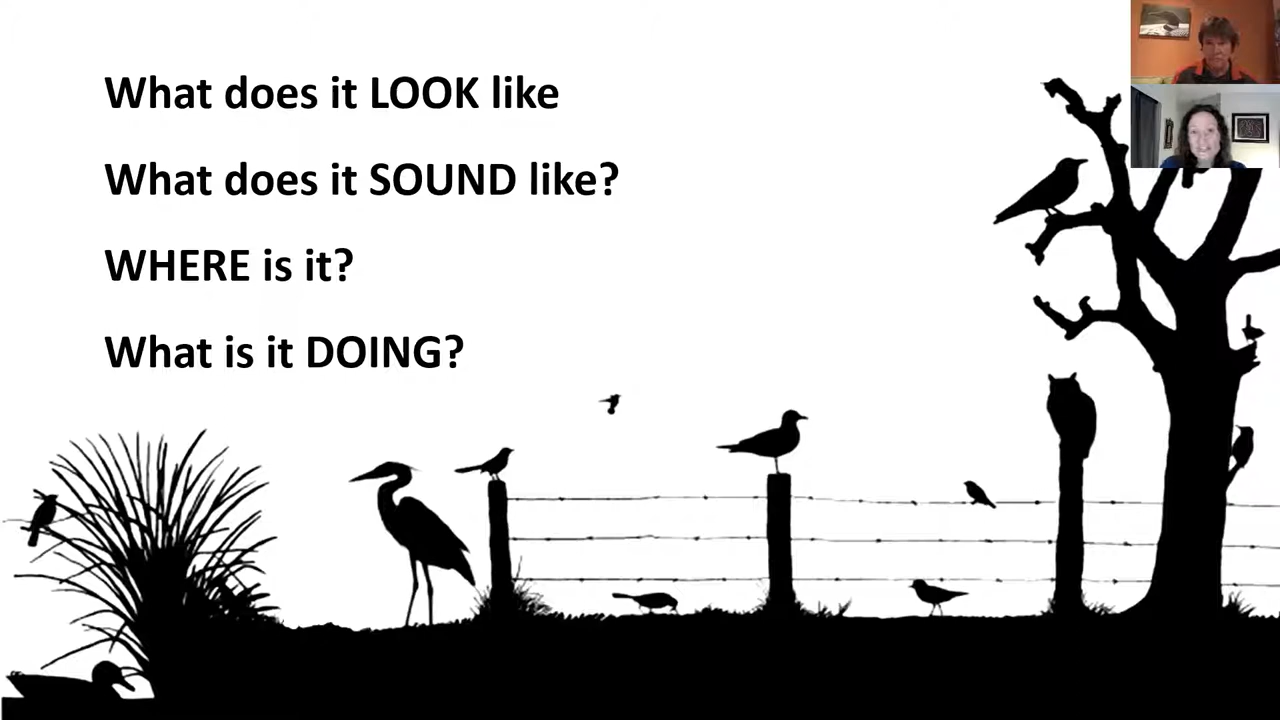 What does it LOOK like
What does it SOUND like?
WHERE is it?
What is it DOING?